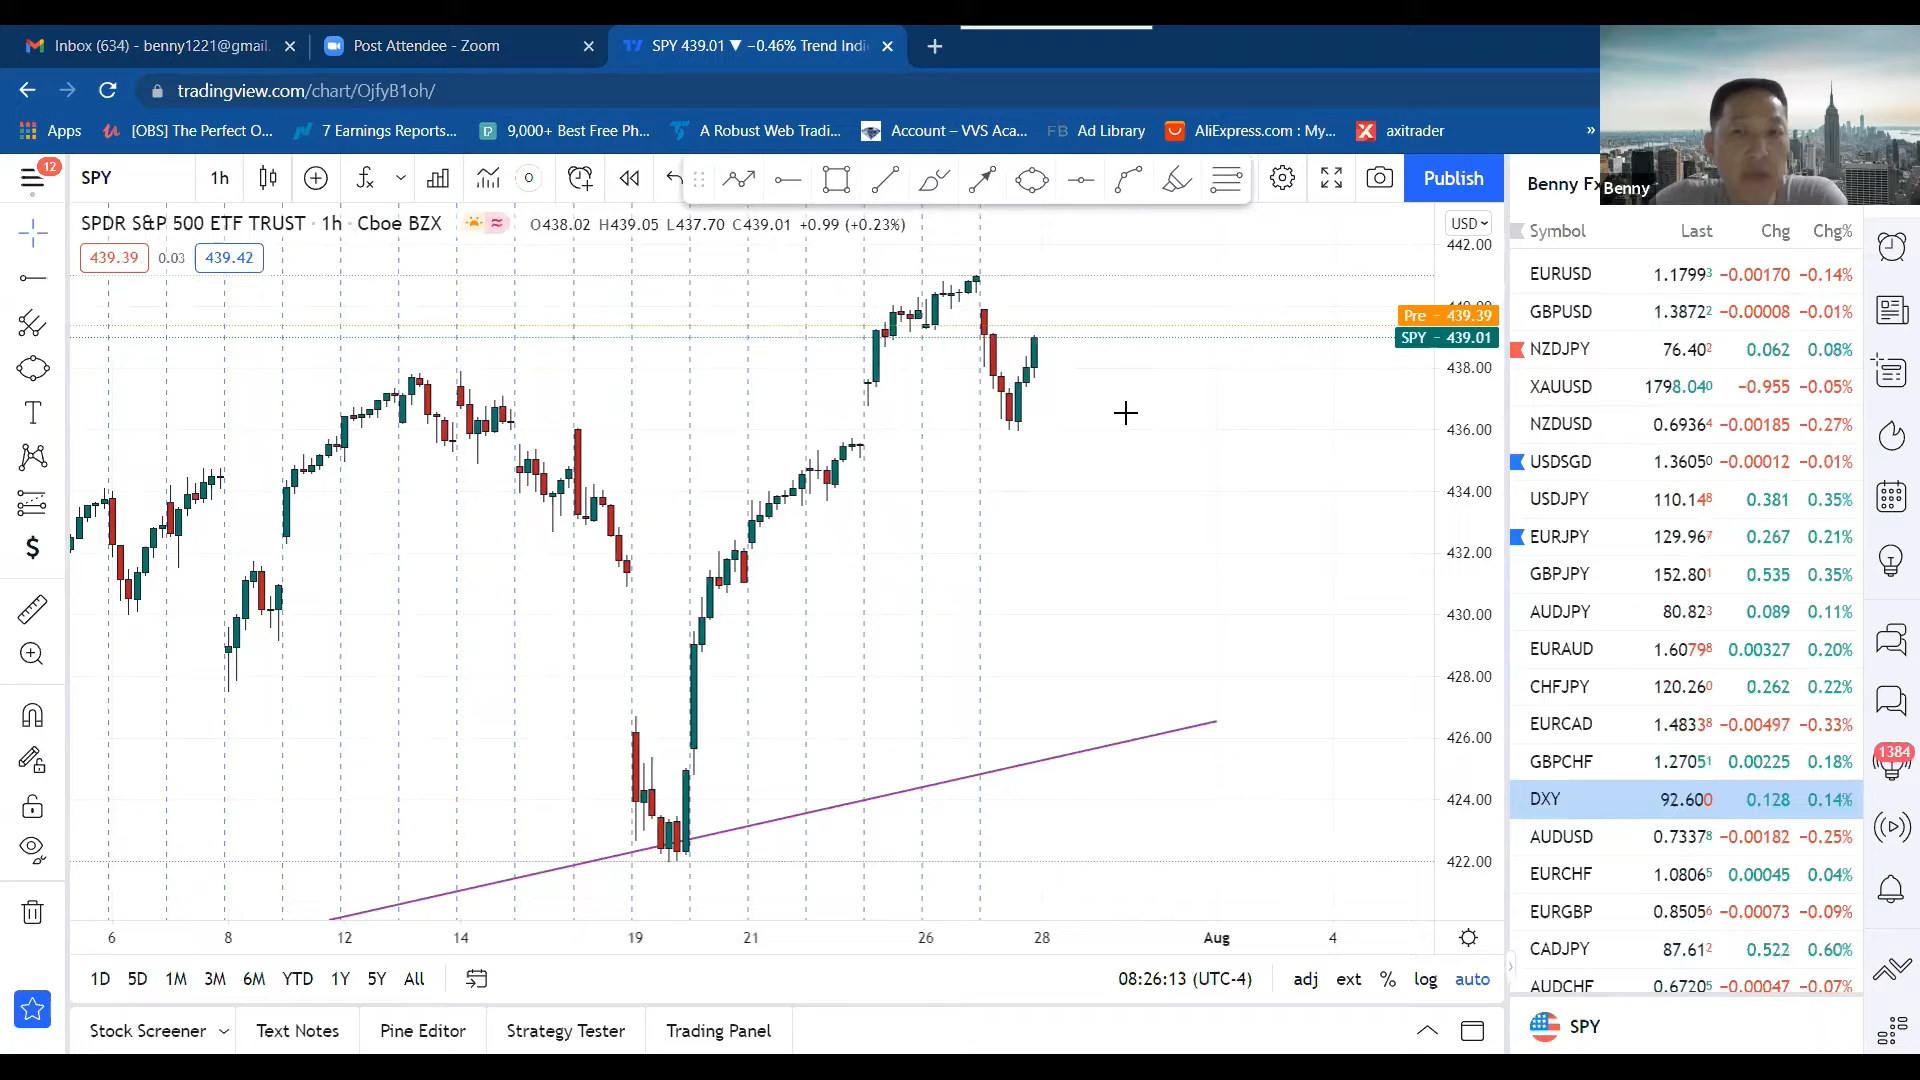 Inbox (634) - benny1221@gmail.
Post Attendee - Zoom
SPY 439.01 ▼ −0.46% Trend Indi
tradingview.com/chart/OjfyB1oh/
Apps
[OBS] The Perfect O...
7 Earnings Reports...
9,000+ Best Free Ph...
A Robust Web Tradi...
Account – VVS Aca...
FB Ad Library
AliExpress.com : My...
axitrader
»
Benny
12
SPY
1h
Publish
Benny Fx
SPDR S&P 500 ETF TRUST · 1h · Cboe BZX
O438.02 H439.05 L437.70 C439.01 +0.99 (+0.23%)
439.39 0.03 439.42
USD
442.00
Pre − 439.39
SPY − 439.01
438.00
436.00
434.00
432.00
430.00
428.00
426.00
424.00
422.00
6 8 12 14 19 21 26 28 Aug 4
Symbol Last Chg Chg%
EURUSD 1.17993 −0.00170 −0.14%
GBPUSD 1.38722 −0.00008 −0.01%
NZDJPY 76.402 0.062 0.08%
XAUUSD 1798.040 −0.955 −0.05%
NZDUSD 0.69364 −0.00185 −0.27%
USDSGD 1.36050 −0.00012 −0.01%
USDJPY 110.148 0.381 0.35%
EURJPY 129.967 0.267 0.21%
GBPJPY 152.801 0.535 0.35%
AUDJPY 80.823 0.089 0.11%
EURAUD 1.60798 0.00327 0.20%
CHFJPY 120.260 0.262 0.22%
EURCAD 1.48338 −0.00497 −0.33%
GBPCHF 1.27051 0.00225 0.18%
DXY 92.600 0.128 0.14%
AUDUSD 0.73378 −0.00182 −0.25%
EURCHF 1.08065 0.00045 0.04%
EURGBP 0.85056 −0.00073 −0.09%
CADJPY 87.612 0.522 0.60%
AUDCHF 0.67205 −0.00047 −0.07%
1384
1D 5D 1M 3M 6M YTD 1Y 5Y All
08:26:13 (UTC-4) adj ext % log auto
Stock Screener Text Notes Pine Editor Strategy Tester Trading Panel
SPY